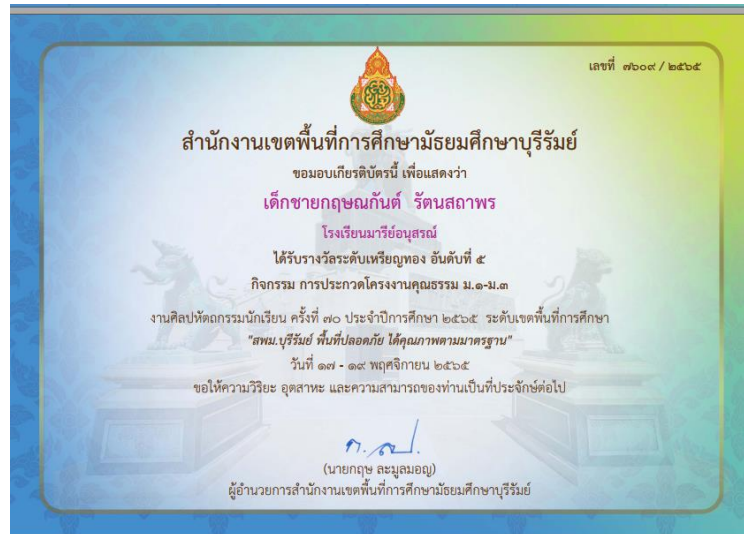 เลขที่ ๗๖๐๙ / ๒๕๖๕
สำนักงานเขตพื้นที่การศึกษามัธยมศึกษาบุรีรัมย์
ขอมอบเกียรติบัตรนี้ เพื่อแสดงว่า
เด็กชายกฤษณกันต์ รัตนสถาพร
โรงเรียนมารีย์อนุสรณ์
ได้รับรางวัลระดับเหรียญทอง อันดับที่ ๕
กิจกรรม การประกวดโครงงานคุณธรรม ม.๑-ม.๓
งานศิลปหัตถกรรมนักเรียน ครั้งที่ ๗๐ ประจำปีการศึกษา ๒๕๖๕ ระดับเขตพื้นที่การศึกษา
"สพม.บุรีรัมย์ พื้นที่ปลอดภัย ได้คุณภาพตามมาตรฐาน"
วันที่ ๑๗ - ๑๙ พฤศจิกายน ๒๕๖๕
ขอให้ความวิริยะ อุตสาหะ และความสามารถของท่านเป็นที่ประจักษ์ต่อไป
(นายกฤษ ละมูลมอญ)
ผู้อำนวยการสำนักงานเขตพื้นที่การศึกษามัธยมศึกษาบุรีรัมย์